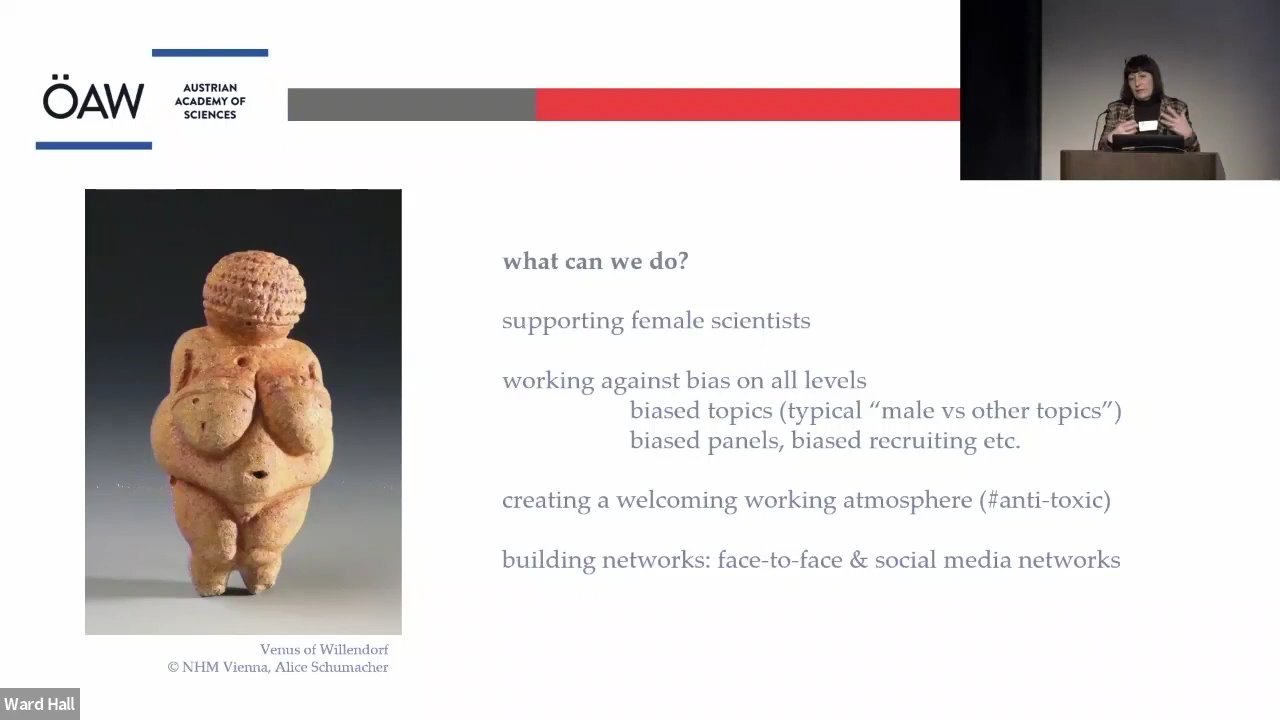 ÖAW
AUSTRIAN
ACADEMY OF
SCIENCES
what can we do?
supporting female scientists
working against bias on all levels
biased topics (typical “male vs other topics”)
biased panels, biased recruiting etc.
creating a welcoming working atmosphere (#anti-toxic)
building networks: face-to-face & social media networks
Venus of Willendorf
© NHM Vienna, Alice Schumacher
Ward Hall